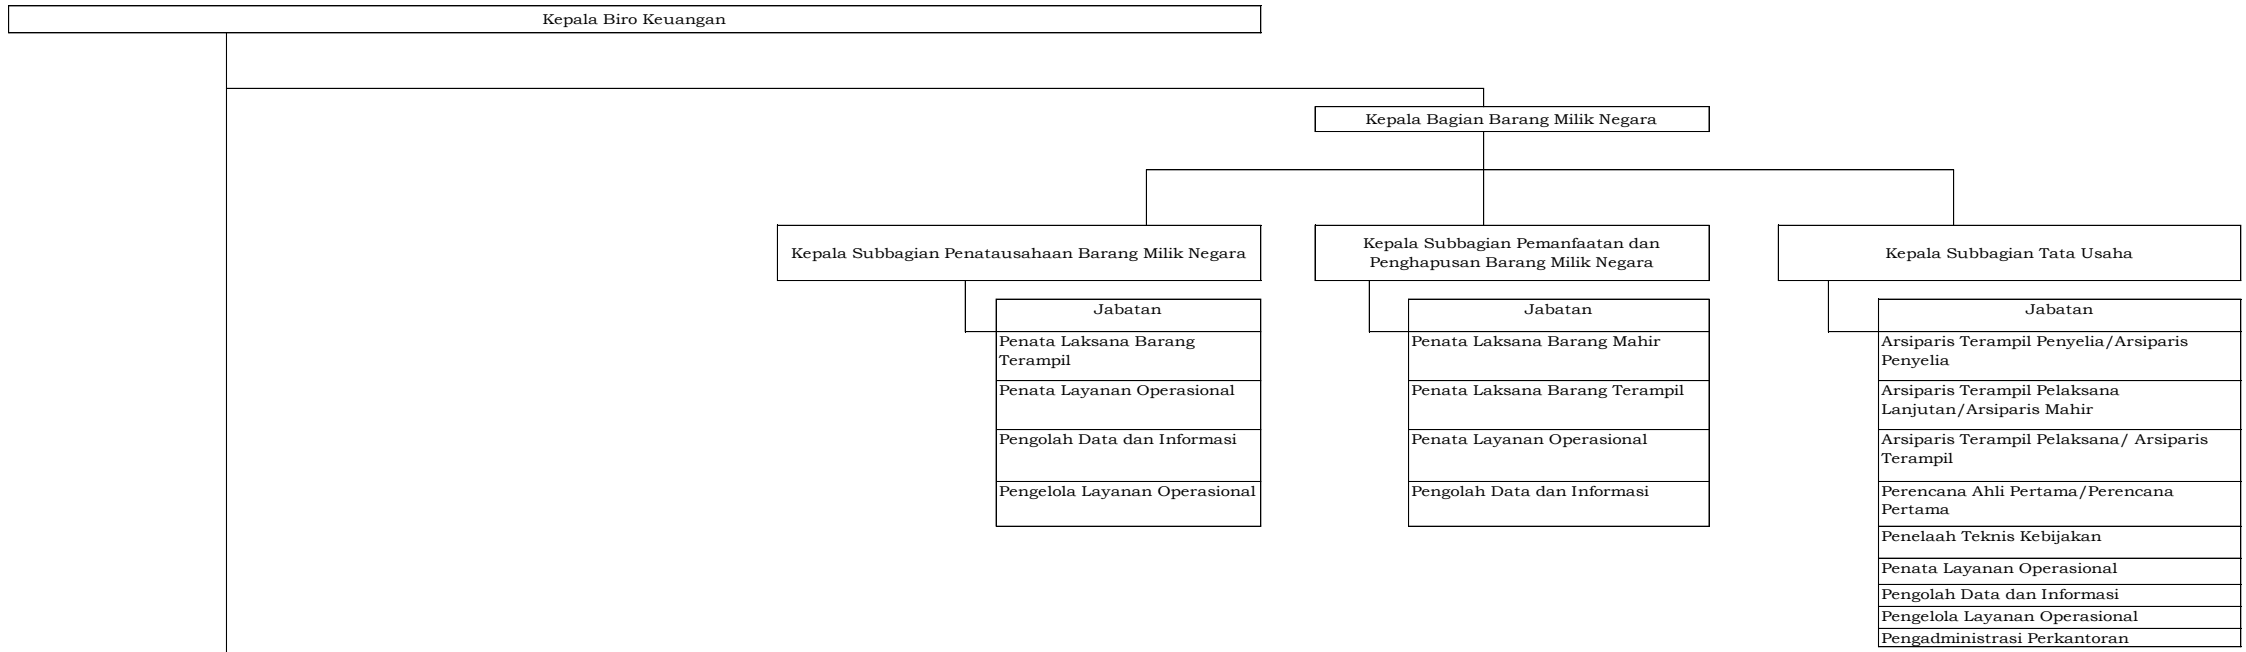 Kepala Biro Keuangan
Kepala Bagian Barang Milik Negara
Kepala Subbagian Penatausahaan Barang Milik Negara
Kepala Subbagian Pemanfaatan dan
Penghapusan Barang Milik Negara
Kepala Subbagian Tata Usaha
Jabatan
Penata Laksana Barang
Terampil
Penata Layanan Operasional
Pengolah Data dan Informasi
Pengelola Layanan Operasional
Jabatan
Penata Laksana Barang Mahir
Penata Laksana Barang Terampil
Penata Layanan Operasional
Pengolah Data dan Informasi
Jabatan
Arsiparis Terampil Penyelia/Arsiparis
Penyelia
Arsiparis Terampil Pelaksana
Lanjutan/Arsiparis Mahir
Arsiparis Terampil Pelaksana/ Arsiparis
Terampil
Perencana Ahli Pertama/Perencana
Pertama
Penelaah Teknis Kebijakan
Penata Layanan Operasional
Pengolah Data dan Informasi
Pengelola Layanan Operasional
Pengadministrasi Perkantoran